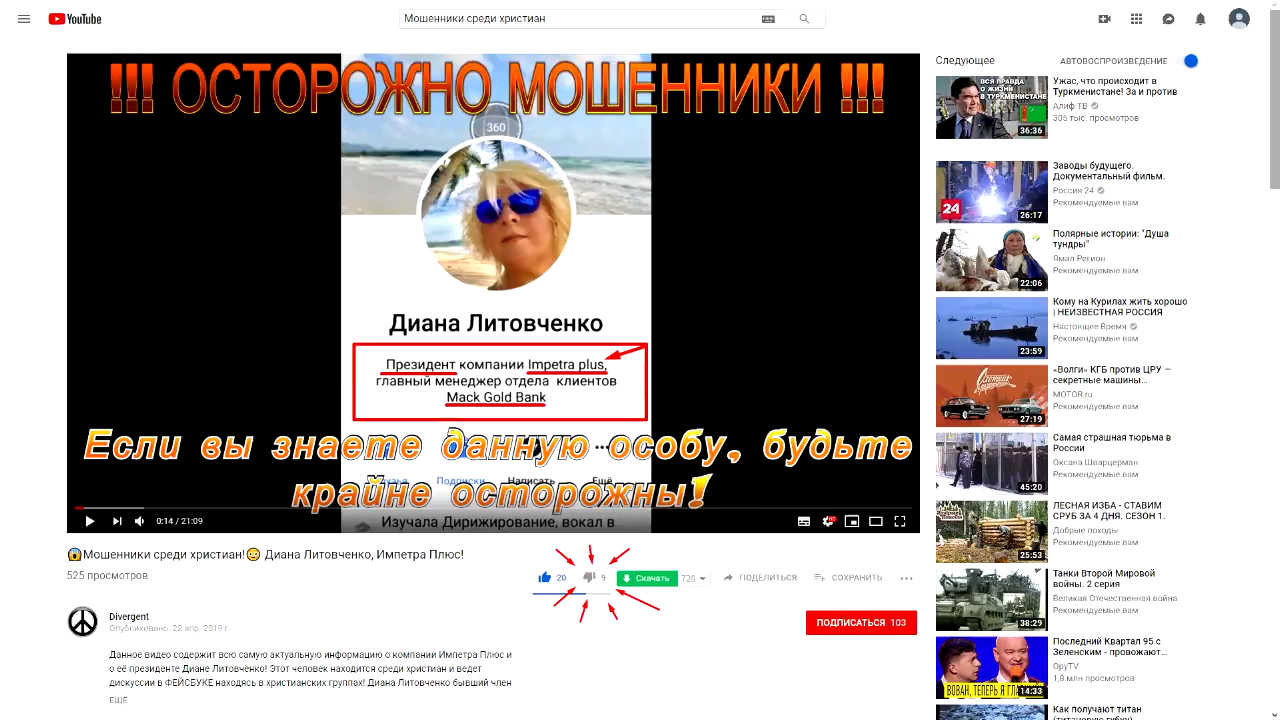 YouTube
Мошенники среди христиан
!!! ОСТОРОЖНО МОШЕННИКИ !!!
360
Диана Литовченко
Президент компании Impetra plus,
главный менеджер отдела клиентов
Mack Gold Bank
Если вы знаете данную особу, будьте
Подписки Написать Ещё
крайне осторожны!
Изучала Дирижирование, вокал в
0:14 / 21:09
HD
😱Мошенники среди христиан!😳 Диана Литовченко, Импетра Плюс!
525 просмотров
20
9
Скачать
720
ПОДЕЛИТЬСЯ
СОХРАНИТЬ
Divergent
Опубликовано: 22 апр. 2019 г.
ПОДПИСАТЬСЯ 103
Данное видео содержит всю самую актуальную информацию о компании Импетра Плюс и
о её президенте Диане Литовченко! Этот человек находится среди христиан и ведет
дискуссии в ФЕЙСБУКЕ находясь в христианских группах! Диана Литовченко бывший член
ЕЩЁ
Следующее
АВТОВОСПРОИЗВЕДЕНИЕ
ВСЯ ПРАВДА
О ЖИЗНИ
В ТУРКМЕНИСТАНЕ
36:36
Ужас, что происходит в
Туркменистане! За и против
Алиф ТВ
305 тыс. просмотров
24
26:17
Заводы будущего.
Документальный фильм.
Россия 24
Рекомендуемые вам
22:06
Полярные истории: "Душа
тундры"
Ямал Регион
Рекомендуемые вам
23:59
Кому на Курилах жить хорошо
| НЕИЗВЕСТНАЯ РОССИЯ
Настоящее Время
Рекомендуемые вам
27:19
«Волги» КГБ против ЦРУ —
секретные машины...
MOTOR.ru
Рекомендуемые вам
45:20
Самая страшная тюрьма в
России
Оксана Шварцерман
Рекомендуемые вам
25:53
ЛЕСНАЯ ИЗБА - СТАВИМ
СРУБ ЗА 4 ДНЯ. СЕЗОН 1.
Добрые походы
Рекомендуемые вам
38:29
Танки Второй Мировой
войны. 2 серия
Великая Отечественная война
Рекомендуемые вам
14:33
Последний Квартал 95 с
Зеленским - провожают...
OpyTV
1,8 млн просмотров
Как получают титан
(титановую губку)